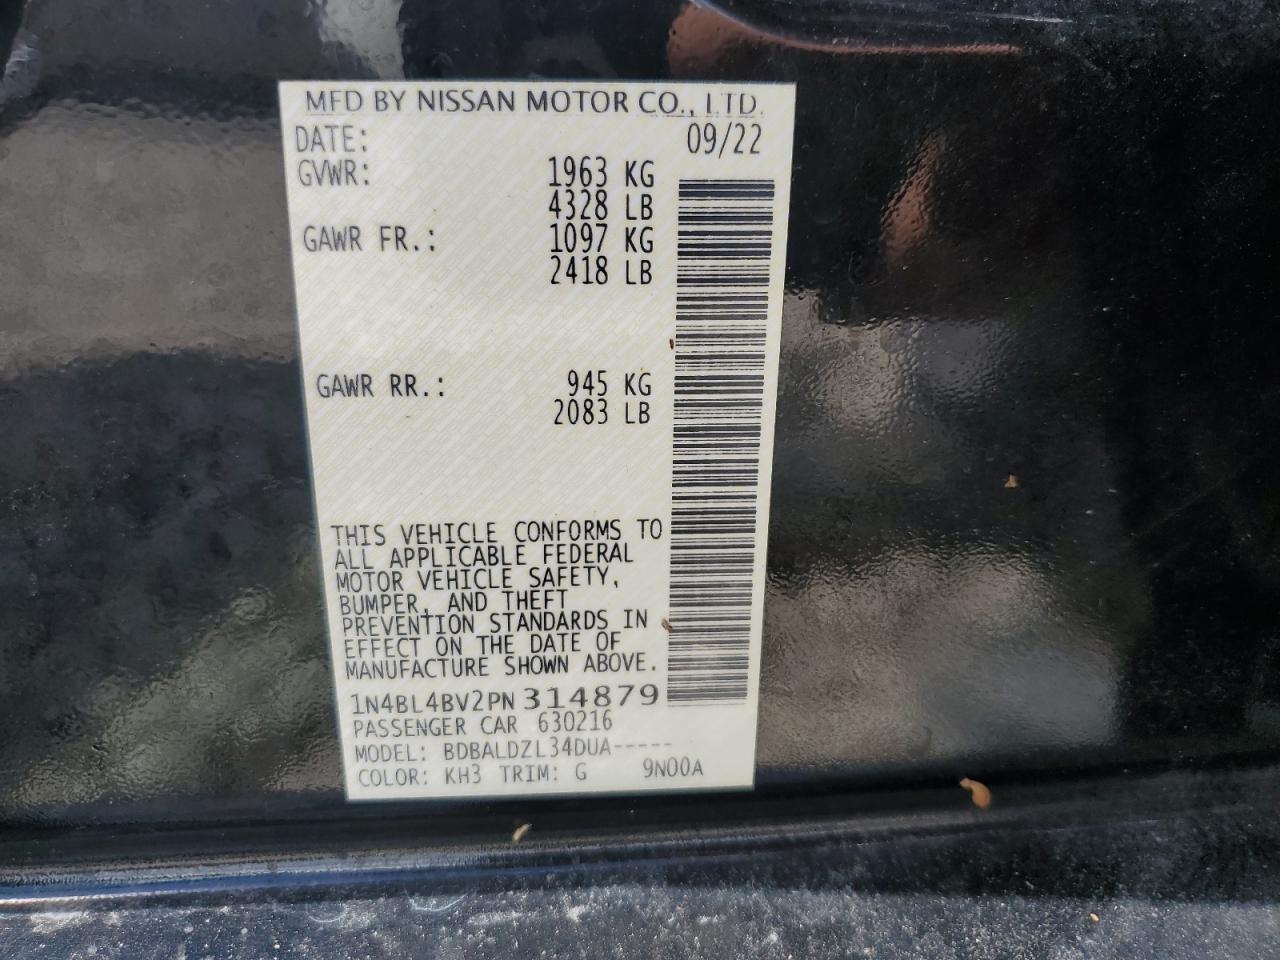 MFD BY NISSAN MOTOR CO., LTD.
DATE: 09/22
GVWR: 1963 KG
4328 LB
GAWR FR.: 1097 KG
2418 LB
GAWR RR.: 945 KG
2083 LB
THIS VEHICLE CONFORMS TO
ALL APPLICABLE FEDERAL
MOTOR VEHICLE SAFETY,
BUMPER, AND THEFT
PREVENTION STANDARDS IN
EFFECT ON THE DATE OF
MANUFACTURE SHOWN ABOVE.
1N4BL4BV2PN314879
PASSENGER CAR 630216
MODEL: BDBALDZL34DUA-----
COLOR: KH3 TRIM: G 9N00A